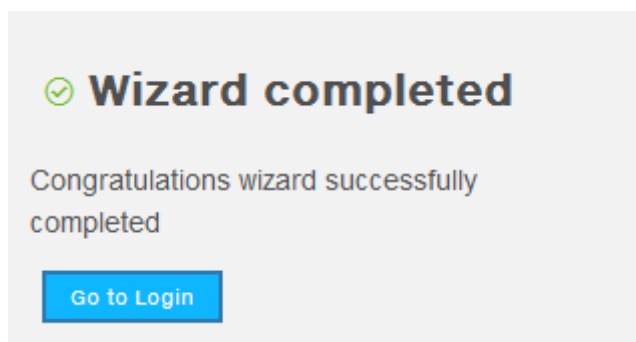 Wizard completed
Congratulations wizard successfully
completed
Go to Login